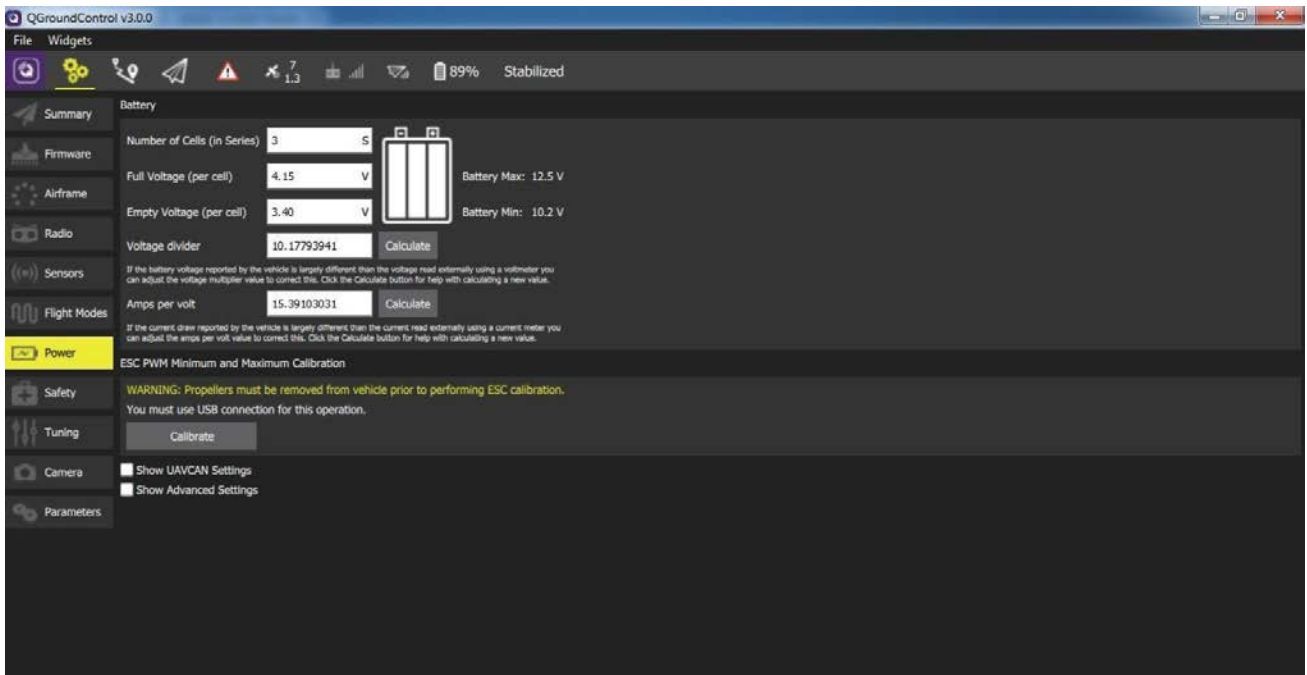 QGroundControl v3.0.0
File Widgets
7
1.3
89% Stabilized
Summary
Firmware
Airframe
Radio
Sensors
Flight Modes
Power
Safety
Tuning
Camera
Parameters
Battery
Number of Cells (in Series) 3 S
Full Voltage (per cell) 4.15 V Battery Max: 12.5 V
Empty Voltage (per cell) 3.40 V Battery Min: 10.2 V
Voltage divider 10.17793941 Calculate
If the battery voltage reported by the vehicle is largely different than the voltage read externally using a voltmeter you
can adjust the voltage multiplier value to correct this. Click the Calculate button for help with calculating a new value.
Amps per volt 15.39103031 Calculate
If the current draw reported by the vehicle is largely different than the current read externally using a current meter you
can adjust the amps per volt value to correct this. Click the Calculate button for help with calculating a new value.
ESC PWM Minimum and Maximum Calibration
WARNING: Propellers must be removed from vehicle prior to performing ESC calibration.
You must use USB connection for this operation.
Calibrate
Show UAVCAN Settings
Show Advanced Settings